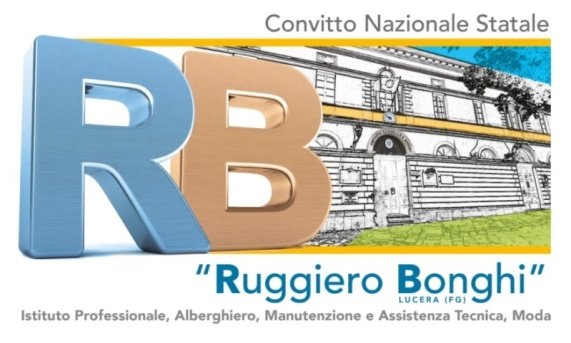 Convitto Nazionale Statale
RB
“Ruggiero Bonghi”
LUCERA (FG)
Istituto Professionale, Alberghiero, Manutenzione e Assistenza Tecnica, Moda